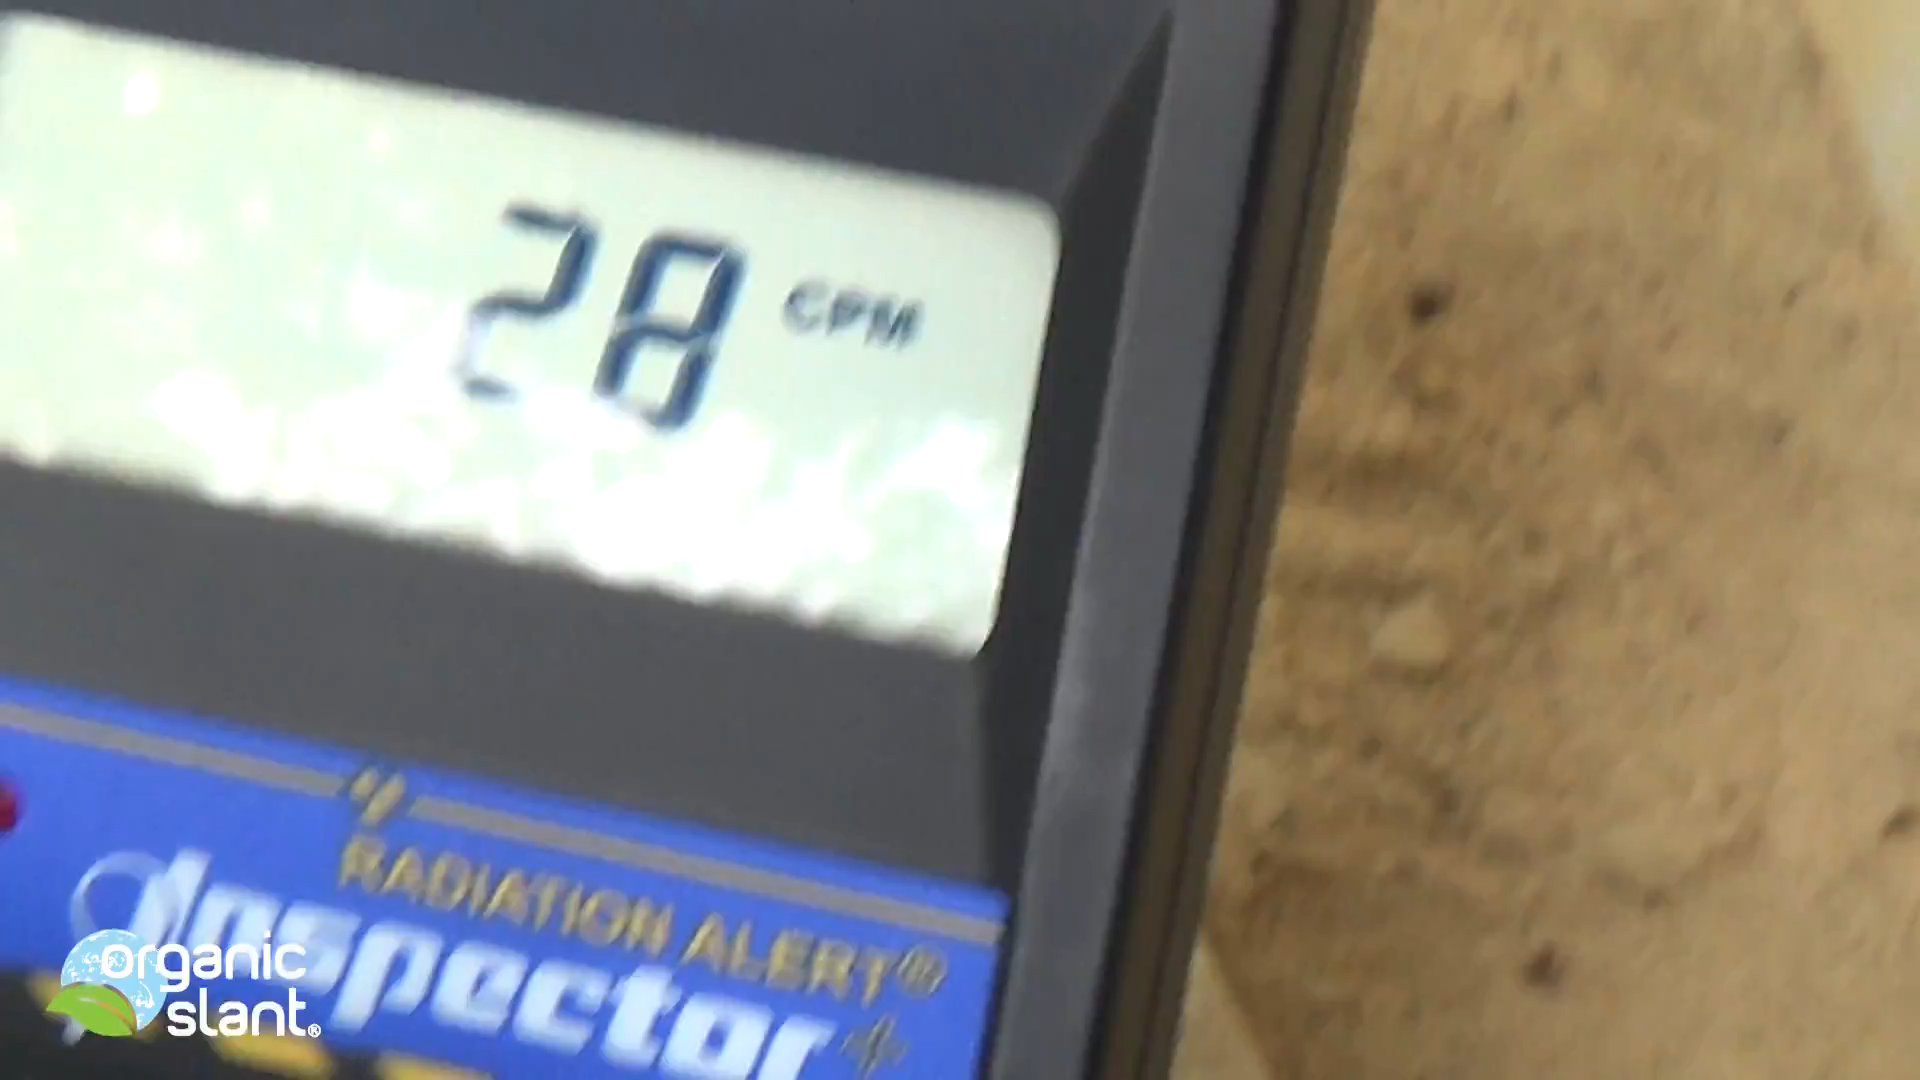 28 CPM
RADIATION ALERT®
Inspector+
organic
slant.®